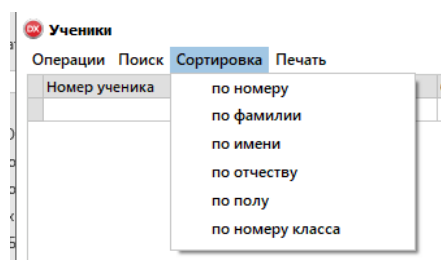 Ученики
Операции Поиск Сортировка Печать
Номер ученика
по номеру
по фамилии
по имени
по отчеству
по полу
по номеру класса